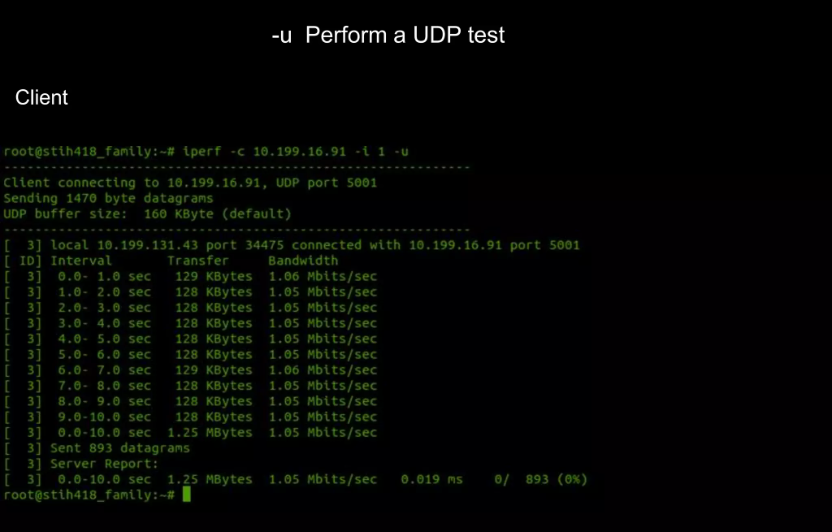 -u Perform a UDP test
Client
root@stih418_family:~# iperf -c 10.199.16.91 -i 1 -u
------------------------------------------------------------
Client connecting to 10.199.16.91, UDP port 5001
Sending 1470 byte datagrams
UDP buffer size:  160 KByte (default)
------------------------------------------------------------
[  3] local 10.199.131.43 port 34475 connected with 10.199.16.91 port 5001
[ ID] Interval       Transfer     Bandwidth
[  3]  0.0- 1.0 sec   129 KBytes  1.06 Mbits/sec
[  3]  1.0- 2.0 sec   128 KBytes  1.05 Mbits/sec
[  3]  2.0- 3.0 sec   128 KBytes  1.05 Mbits/sec
[  3]  3.0- 4.0 sec   128 KBytes  1.05 Mbits/sec
[  3]  4.0- 5.0 sec   128 KBytes  1.05 Mbits/sec
[  3]  5.0- 6.0 sec   128 KBytes  1.05 Mbits/sec
[  3]  6.0- 7.0 sec   129 KBytes  1.06 Mbits/sec
[  3]  7.0- 8.0 sec   128 KBytes  1.05 Mbits/sec
[  3]  8.0- 9.0 sec   128 KBytes  1.05 Mbits/sec
[  3]  9.0-10.0 sec   128 KBytes  1.05 Mbits/sec
[  3]  0.0-10.0 sec  1.25 MBytes  1.05 Mbits/sec
[  3] Sent 893 datagrams
[  3] Server Report:
[  3]  0.0-10.0 sec  1.25 MBytes  1.05 Mbits/sec   0.019 ms    0/  893 (0%)
root@stih418_family:~#